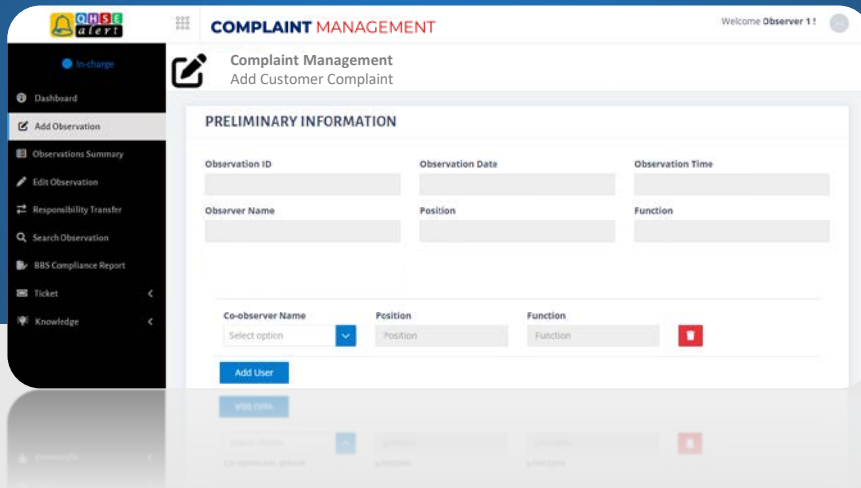 QHSE
alert
COMPLAINT MANAGEMENT
Welcome Observer 1 !
In-charge
Complaint Management
Add Customer Complaint
Dashboard
Add Observation
Observations Summary
Edit Observation
Responsibility Transfer
Search Observation
BBS Compliance Report
Ticket
Knowledge
PRELIMINARY INFORMATION
Observation ID Observation Date Observation Time
Observer Name Position Function
Co-observer Name Position Function
Select option Position Function
Add User